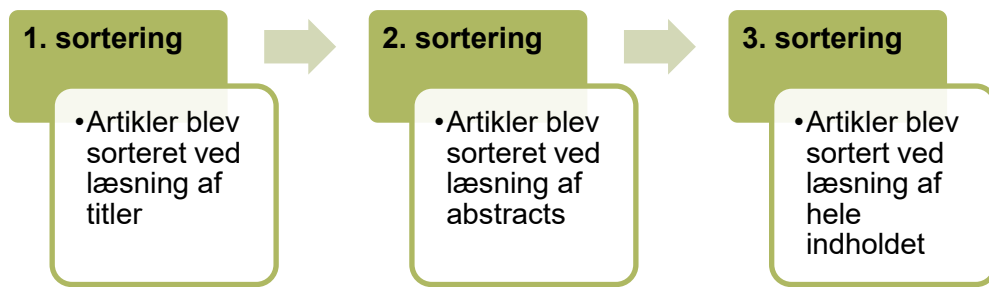 1. sortering
•Artikler blev
sorteret ved
læsning af
titler
2. sortering
•Artikler blev
sorteret ved
læsning af
abstracts
3. sortering
•Artikler blev
sortert ved
læsning af
hele
indholdet